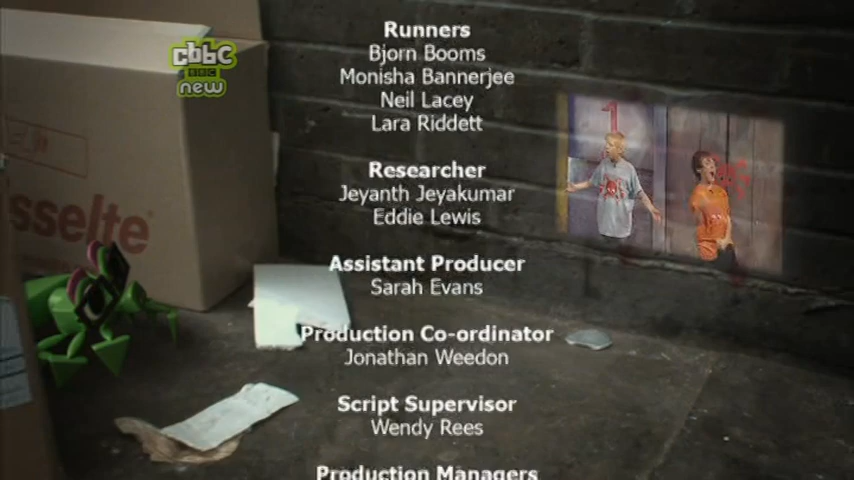 cbbc
BBC
new
Runners
Bjorn Booms
Monisha Bannerjee
Neil Lacey
Lara Riddett
Researcher
Jeyanth Jeyakumar
Eddie Lewis
Assistant Producer
Sarah Evans
Production Co-ordinator
Jonathan Weedon
Script Supervisor
Wendy Rees
Production Managers
sselte